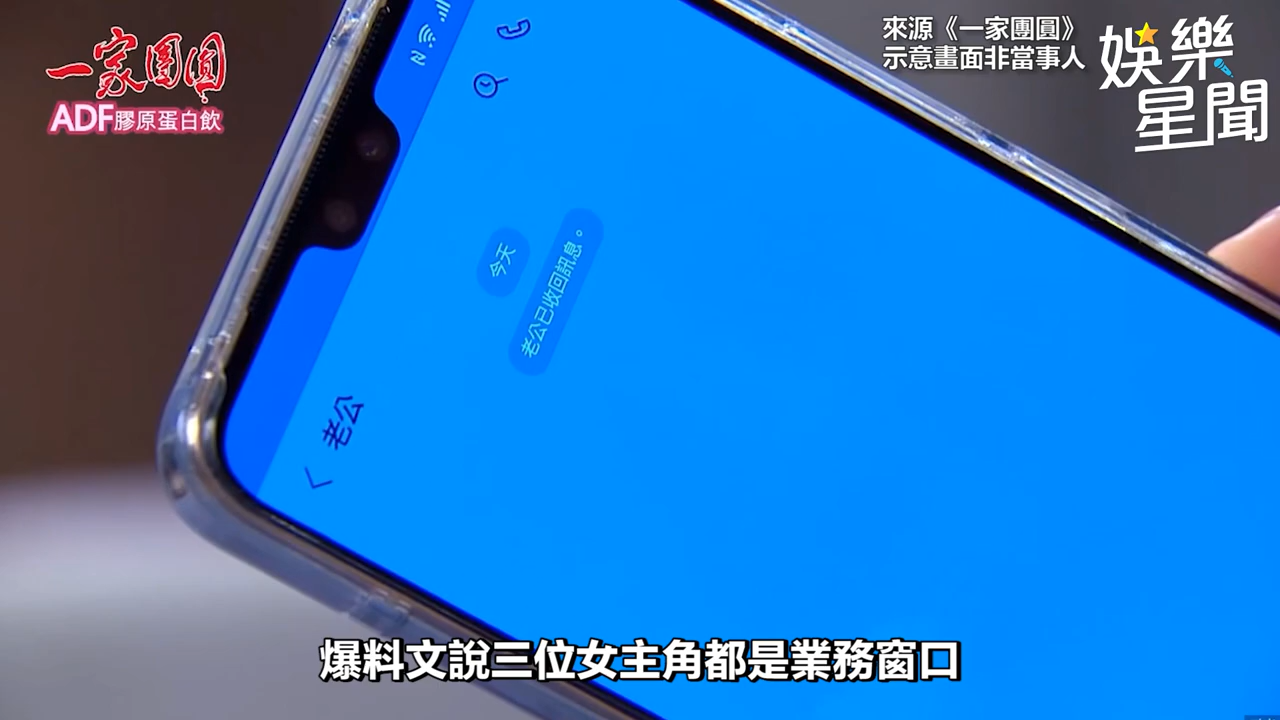 一家團圓
ADF膠原蛋白飲
來源《一家團圓》
示意畫面非當事人
娛樂
星聞
今天
老公已收回訊息。
老公
爆料文說三位女主角都是業務窗口